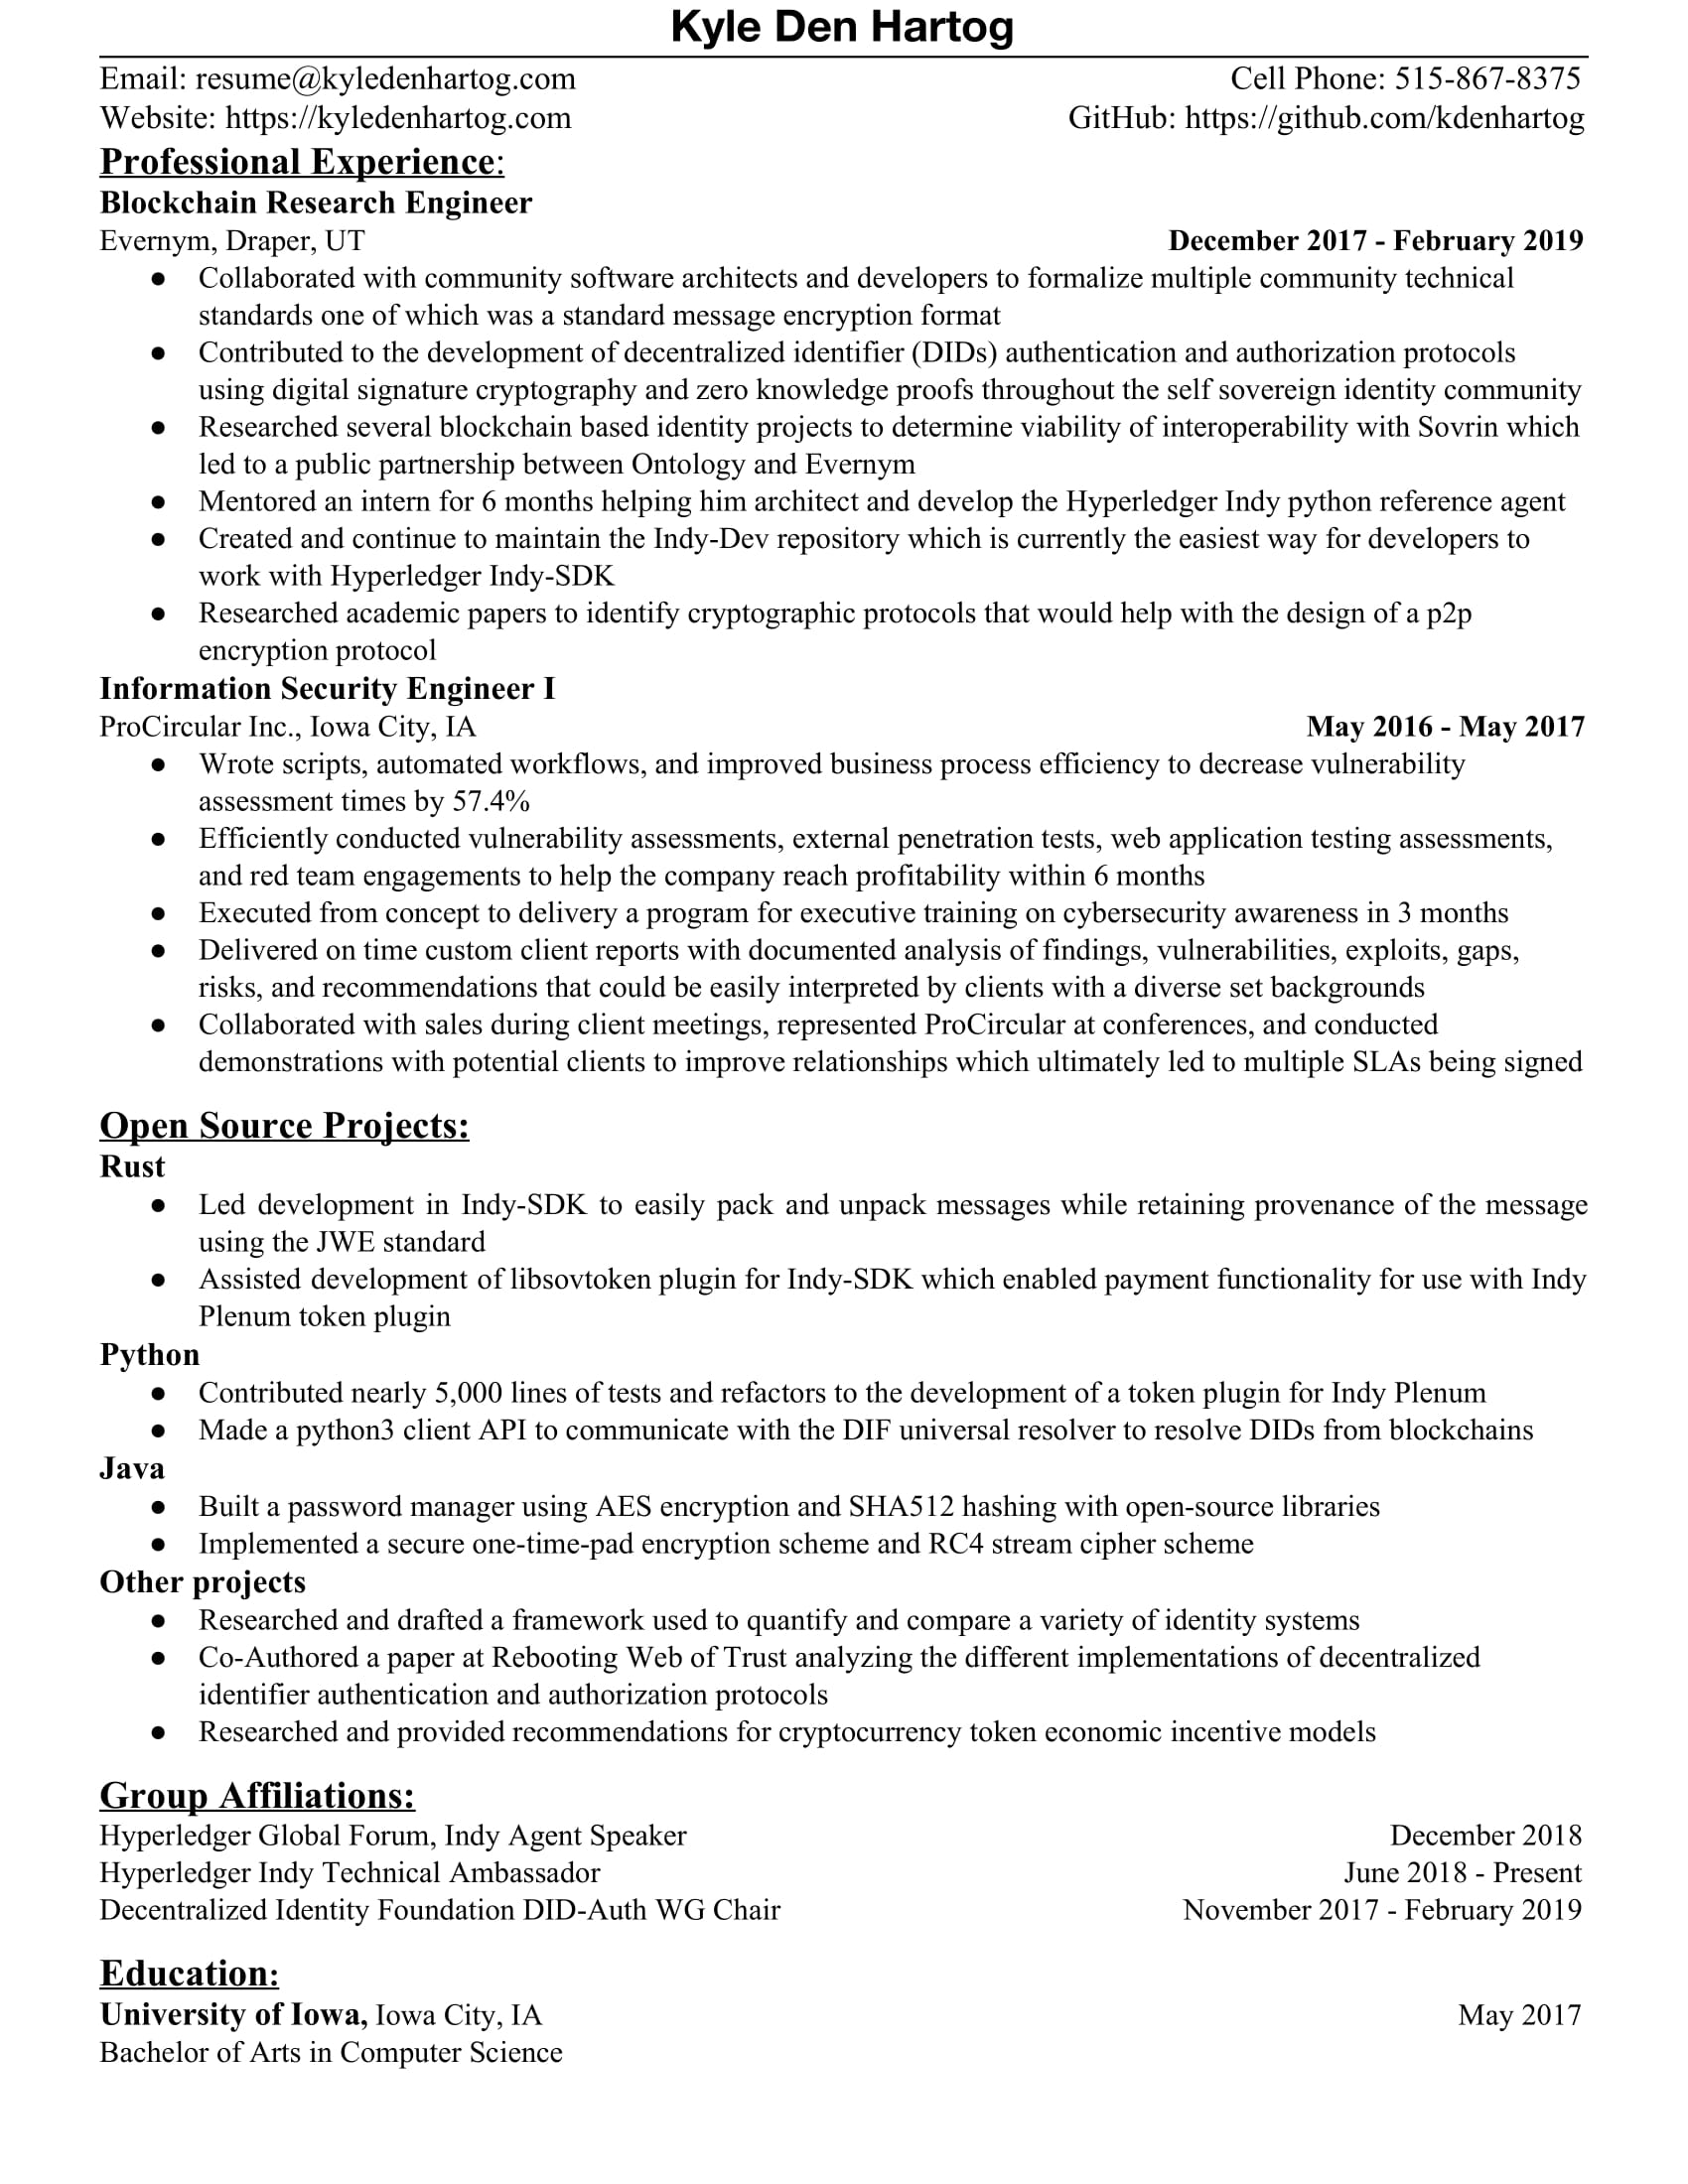 Kyle Den Hartog
Email: resume@kyledenhartog.com Cell Phone: 515-867-8375
Website: https://kyledenhartog.com GitHub: https://github.com/kdenhartog
Professional Experience:
Blockchain Research Engineer
Evernym, Draper, UT December 2017 - February 2019
● Collaborated with community software architects and developers to formalize multiple community technical
standards one of which was a standard message encryption format
● Contributed to the development of decentralized identifier (DIDs) authentication and authorization protocols
using digital signature cryptography and zero knowledge proofs throughout the self sovereign identity community
● Researched several blockchain based identity projects to determine viability of interoperability with Sovrin which
led to a public partnership between Ontology and Evernym
● Mentored an intern for 6 months helping him architect and develop the Hyperledger Indy python reference agent
● Created and continue to maintain the Indy-Dev repository which is currently the easiest way for developers to
work with Hyperledger Indy-SDK
● Researched academic papers to identify cryptographic protocols that would help with the design of a p2p
encryption protocol
Information Security Engineer I
ProCircular Inc., Iowa City, IA May 2016 - May 2017
● Wrote scripts, automated workflows, and improved business process efficiency to decrease vulnerability
assessment times by 57.4%
● Efficiently conducted vulnerability assessments, external penetration tests, web application testing assessments,
and red team engagements to help the company reach profitability within 6 months
● Executed from concept to delivery a program for executive training on cybersecurity awareness in 3 months
● Delivered on time custom client reports with documented analysis of findings, vulnerabilities, exploits, gaps,
risks, and recommendations that could be easily interpreted by clients with a diverse set backgrounds
● Collaborated with sales during client meetings, represented ProCircular at conferences, and conducted
demonstrations with potential clients to improve relationships which ultimately led to multiple SLAs being signed
Open Source Projects:
Rust
● Led development in Indy-SDK to easily pack and unpack messages while retaining provenance of the message
using the JWE standard
● Assisted development of libsovtoken plugin for Indy-SDK which enabled payment functionality for use with Indy
Plenum token plugin
Python
● Contributed nearly 5,000 lines of tests and refactors to the development of a token plugin for Indy Plenum
● Made a python3 client API to communicate with the DIF universal resolver to resolve DIDs from blockchains
Java
● Built a password manager using AES encryption and SHA512 hashing with open-source libraries
● Implemented a secure one-time-pad encryption scheme and RC4 stream cipher scheme
Other projects
● Researched and drafted a framework used to quantify and compare a variety of identity systems
● Co-Authored a paper at Rebooting Web of Trust analyzing the different implementations of decentralized
identifier authentication and authorization protocols
● Researched and provided recommendations for cryptocurrency token economic incentive models
Group Affiliations:
Hyperledger Global Forum, Indy Agent Speaker December 2018
Hyperledger Indy Technical Ambassador June 2018 - Present
Decentralized Identity Foundation DID-Auth WG Chair November 2017 - February 2019
Education:
University of Iowa, Iowa City, IA May 2017
Bachelor of Arts in Computer Science